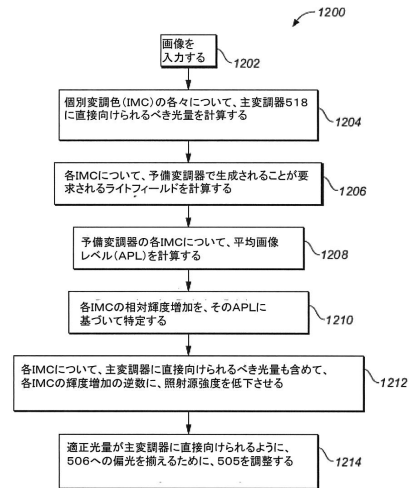 1200
画像を
入力する
1202
個別変調色(IMC)の各々について、主変調器518
に直接向けられるべき光量を計算する
1204
各IMCについて、予備変調器で生成されることが要
求されるライトフィールドを計算する
1206
予備変調器の各IMCについて、平均画像
レベル(APL)を計算する
1208
各IMCの相対輝度増加を、そのAPLに
基づいて特定する
1210
各IMCについて、主変調器に直接向けられるべき光量も含めて、
各IMCの輝度増加の逆数に、照射源強度を低下させる
1212
適正光量が主変調器に直接向けられるように、
506への偏光を揃えるために、505を調整する
1214